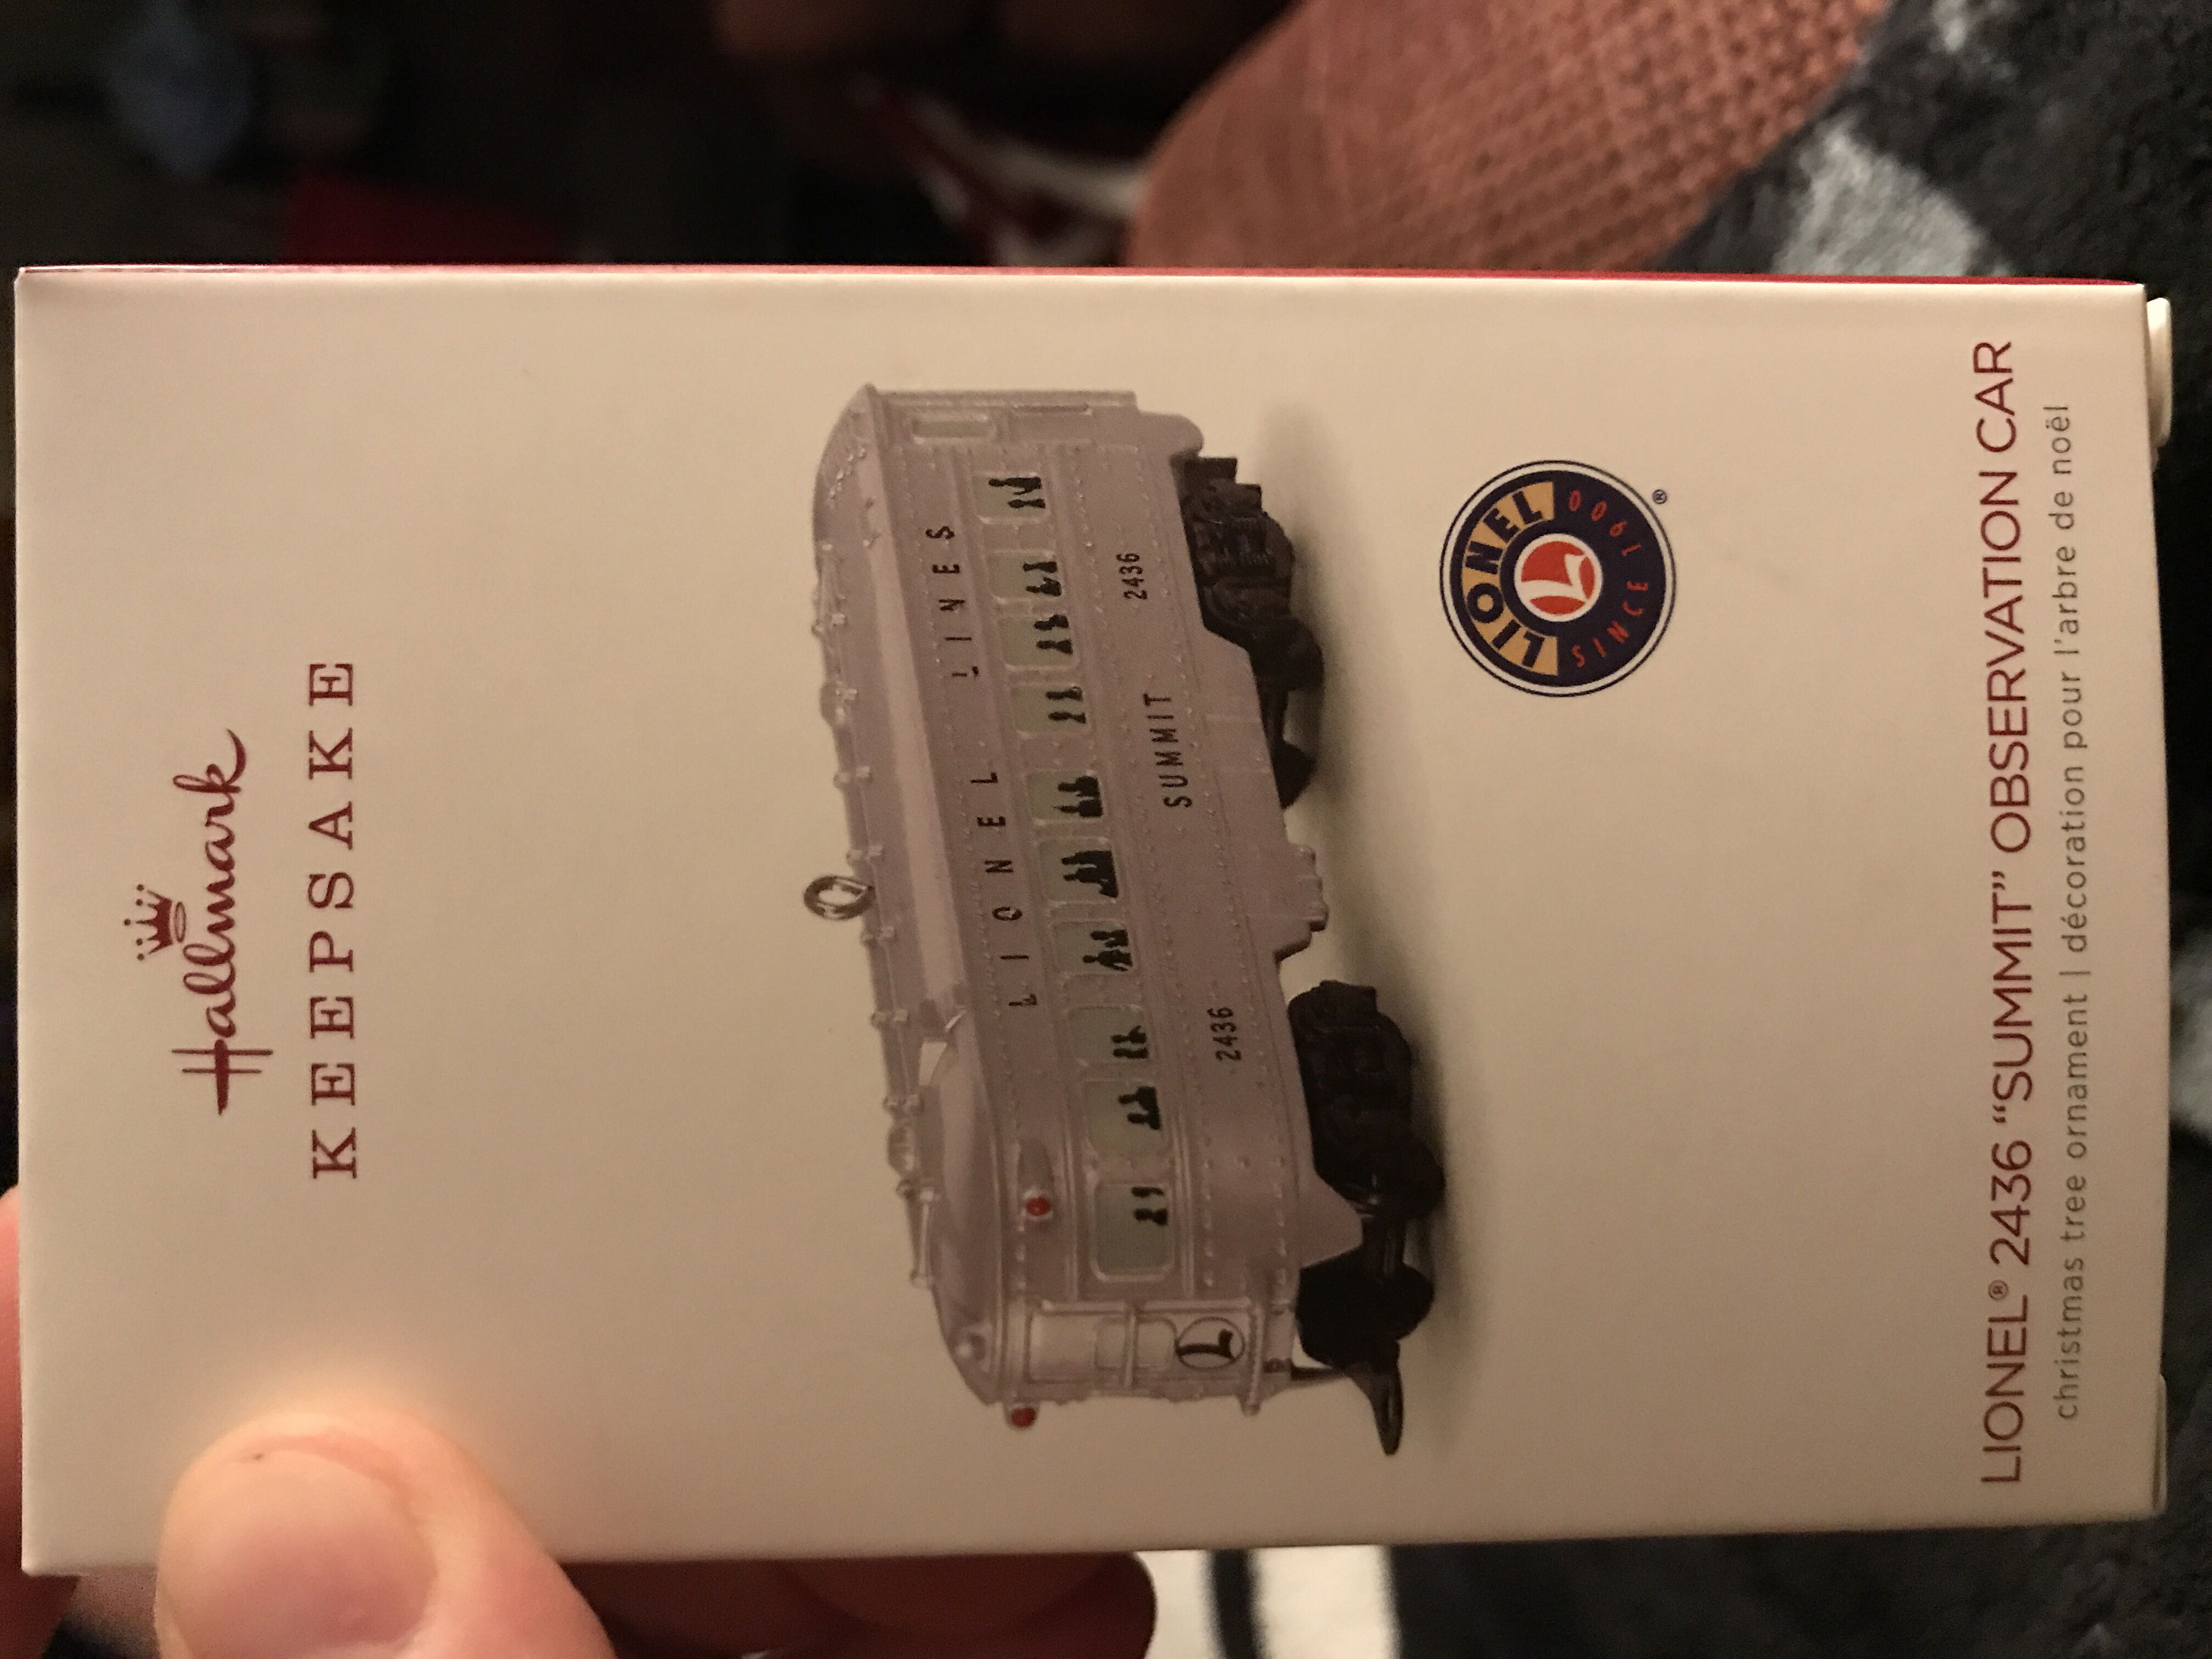 Hallmark
KEEPSAKE
LIONEL LINES
2436 SUMMIT 2436
L
LIONEL
L
SINCE 1900
®
LIONEL® 2436 “SUMMIT” OBSERVATION CAR
christmas tree ornament | décoration pour l'arbre de noël